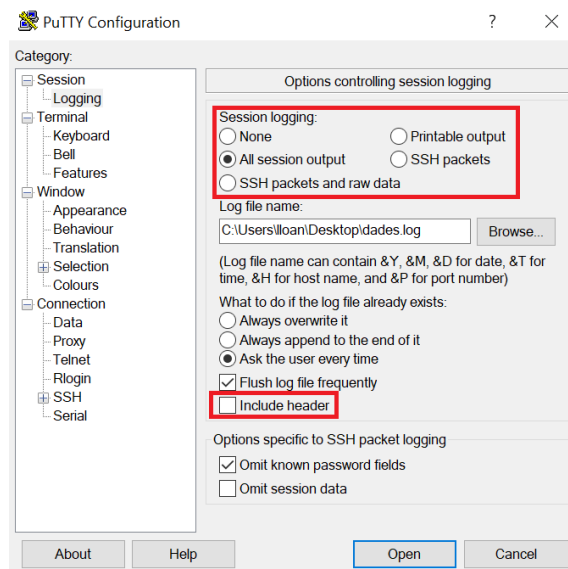 PuTTY Configuration
?
Category:
Session
Logging
Terminal
Keyboard
Bell
Features
Window
Appearance
Behaviour
Translation
Selection
Colours
Connection
Data
Proxy
Telnet
Rlogin
SSH
Serial
Options controlling session logging
Session logging:
None
Printable output
All session output
SSH packets
SSH packets and raw data
Log file name:
C:\Users\lloan\Desktop\dades.log
Browse...
(Log file name can contain &Y, &M, &D for date, &T for
time, &H for host name, and &P for port number)
What to do if the log file already exists:
Always overwrite it
Always append to the end of it
Ask the user every time
Flush log file frequently
Include header
Options specific to SSH packet logging
Omit known password fields
Omit session data
About
Help
Open
Cancel